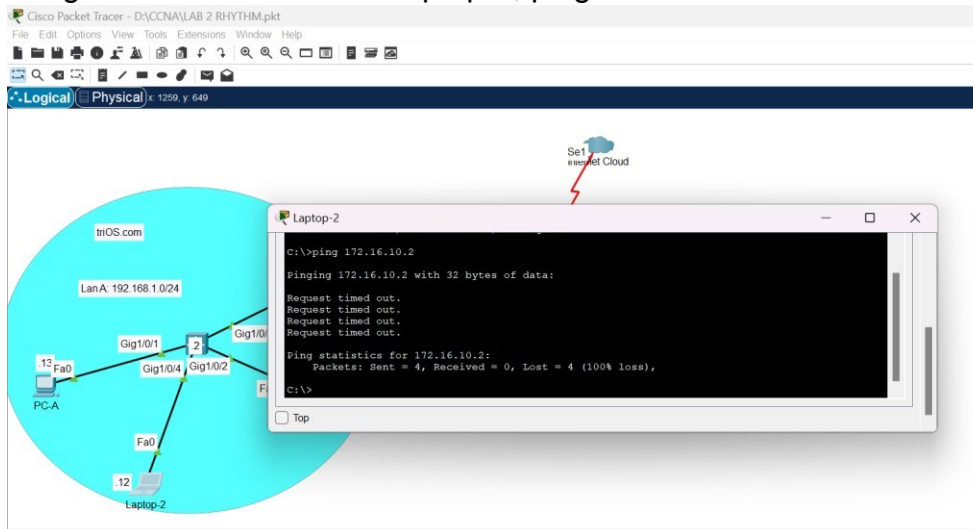 Cisco Packet Tracer - D:\CCNA\LAB 2 RHYTHM.pkt
File Edit Options View Tools Extensions Window Help
Logical Physical x: 1259, y: 649
Se1
Cloud
Laptop-2
triOS.com
C:\>ping 172.16.10.2
Pinging 172.16.10.2 with 32 bytes of data:
Lan A: 192.168.1.0/24
Request timed out.
Request timed out.
Request timed out.
Request timed out.
Gig1/0/1
.2
Gig1/0/
Ping statistics for 172.16.10.2:
Packets: Sent = 4, Received = 0, Lost = 4 (100% loss),
.13
Fa0
Gig1/0/4
Gig1/0/2
C:\>
PC-A
Top
Fa0
.12
Laptop-2